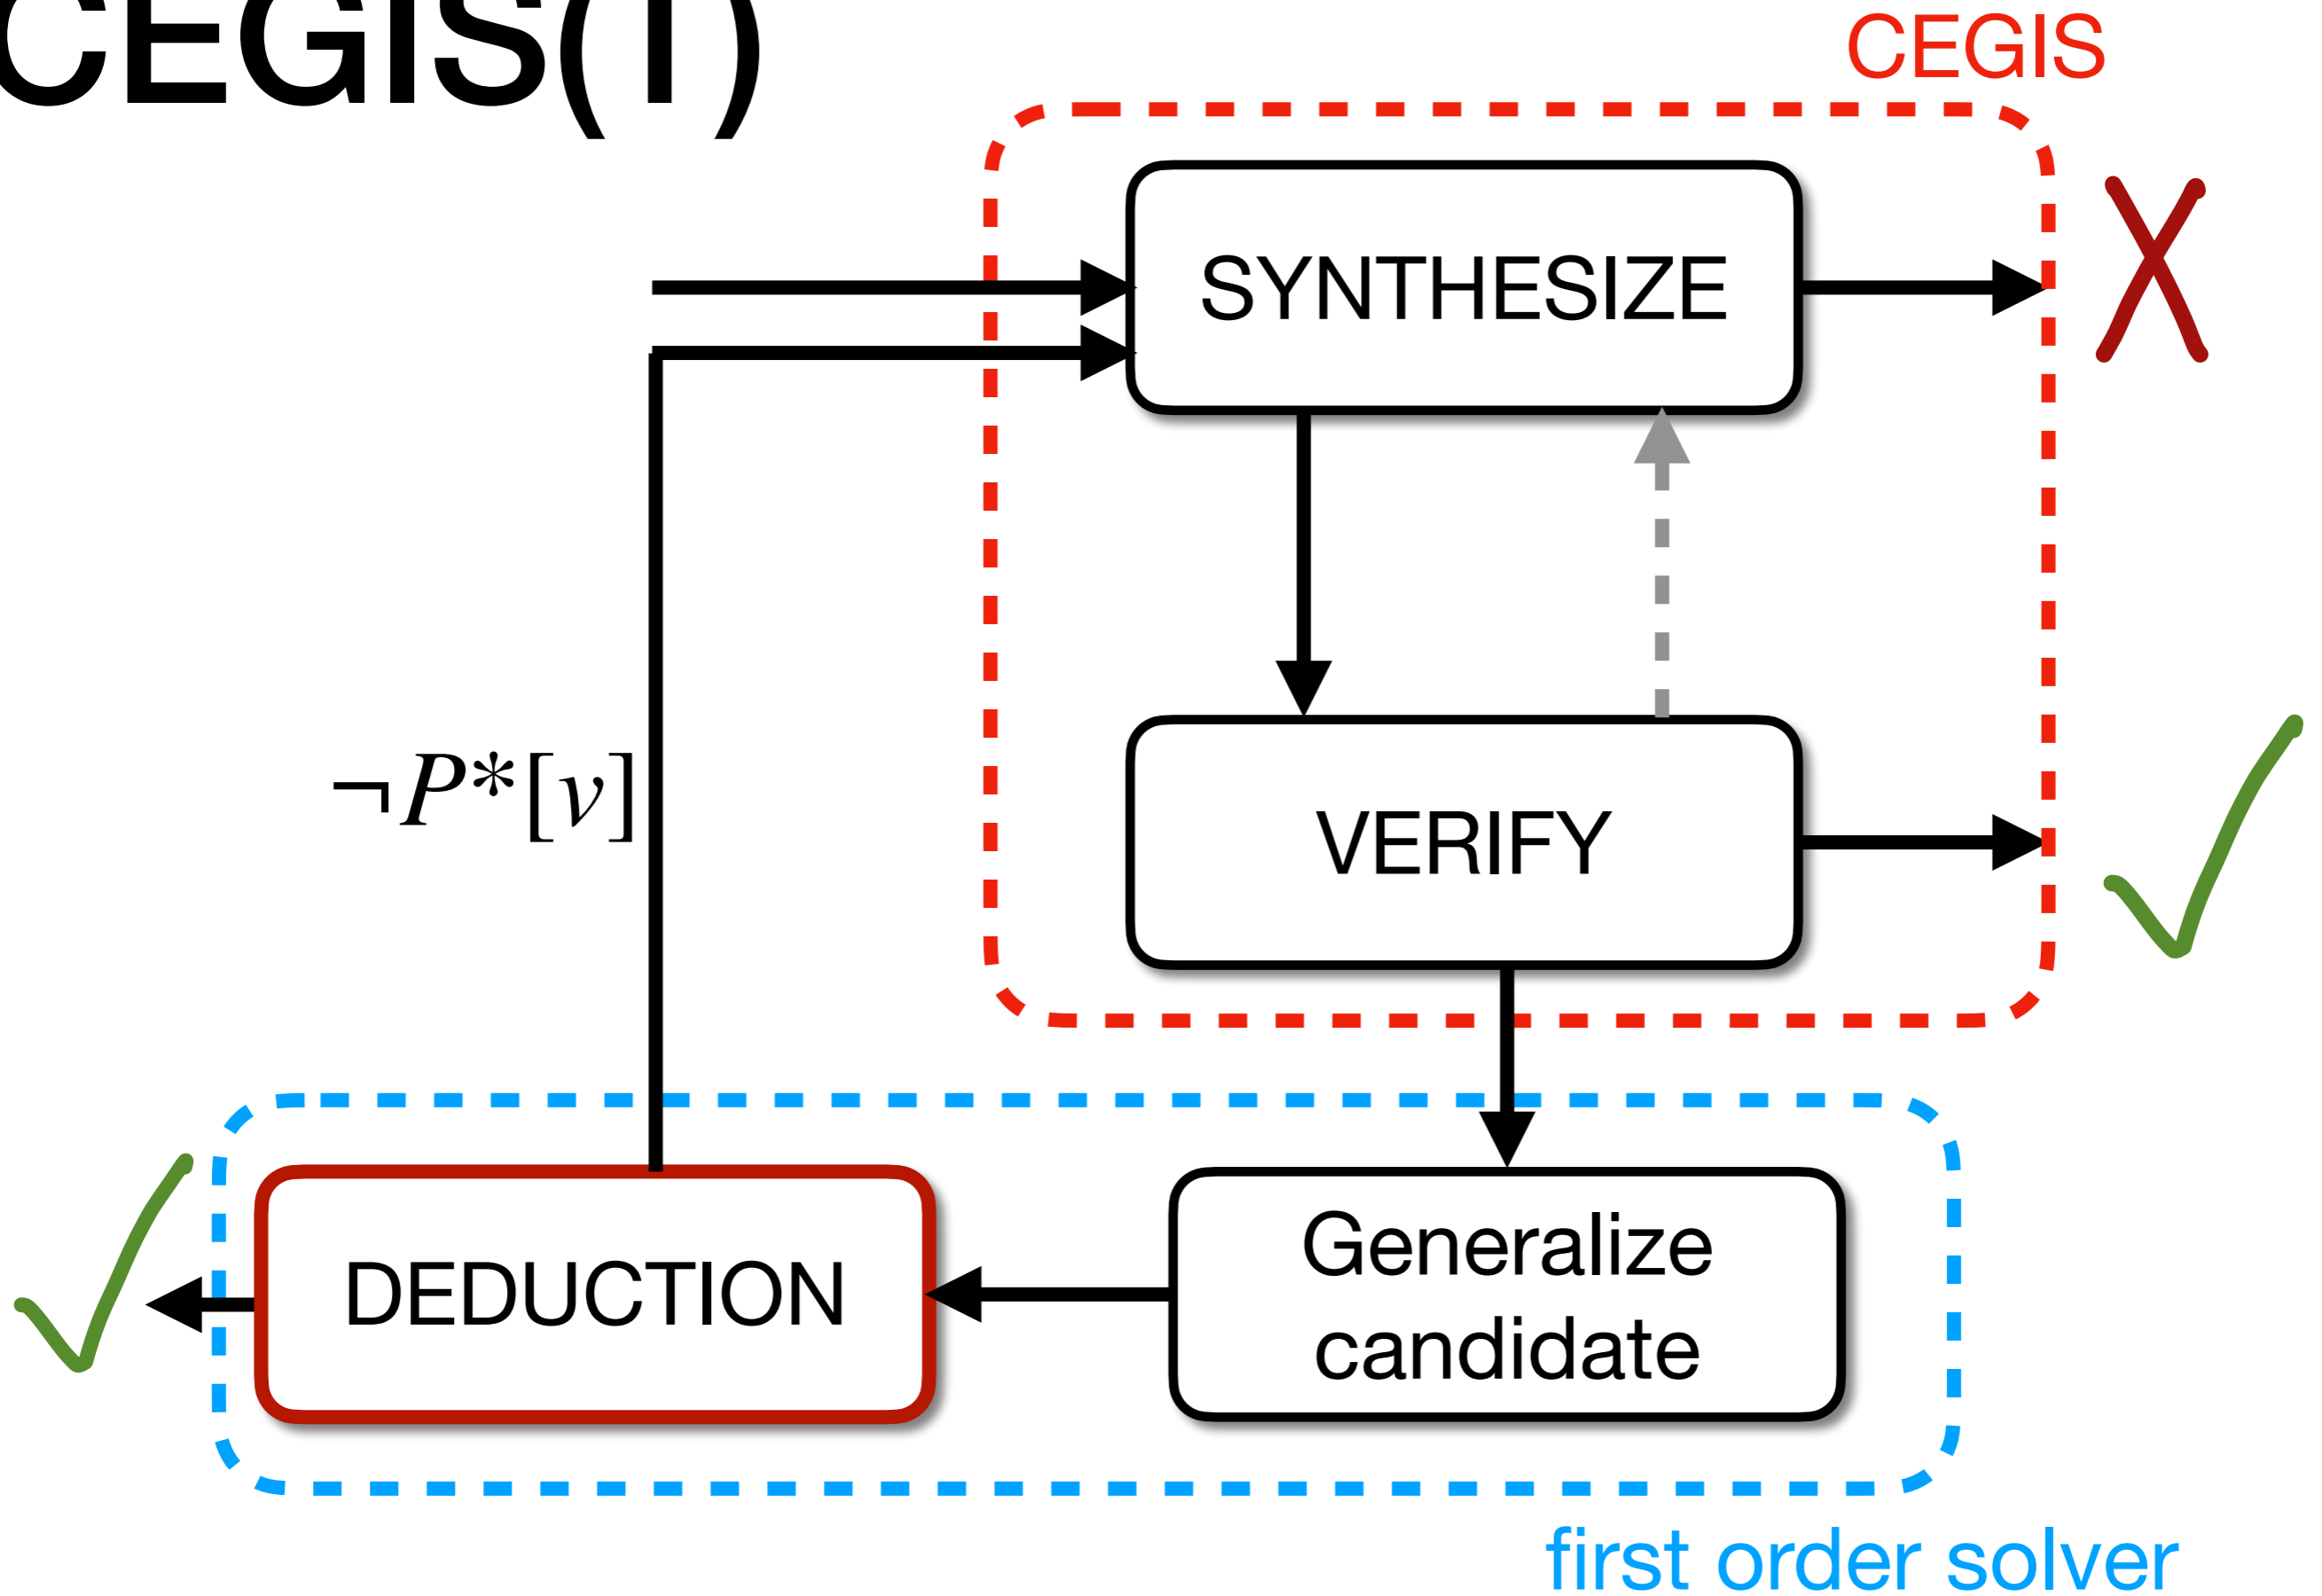 CEGIS(T)
CEGIS
SYNTHESIZE
¬P*[v]
VERIFY
DEDUCTION
Generalize
candidate
first order solver